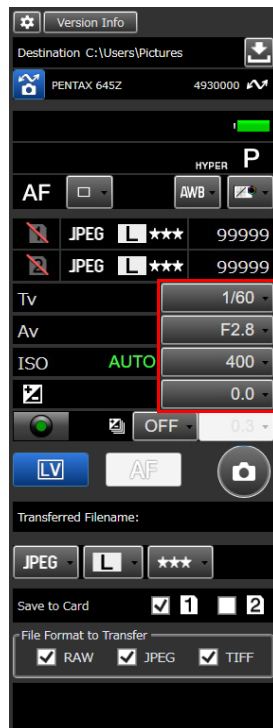 Version Info
Destination C:\Users\Pictures
PENTAX 645Z 4930000
HYPER P
AF AWB
1 JPEG L ★★★ 99999
2 JPEG L ★★★ 99999
Tv 1/60
Av F2.8
ISO AUTO 400
0.0
OFF 0.3
LV AF
Transferred Filename:
JPEG L ★★★
Save to Card 1 2
File Format to Transfer
RAW JPEG TIFF